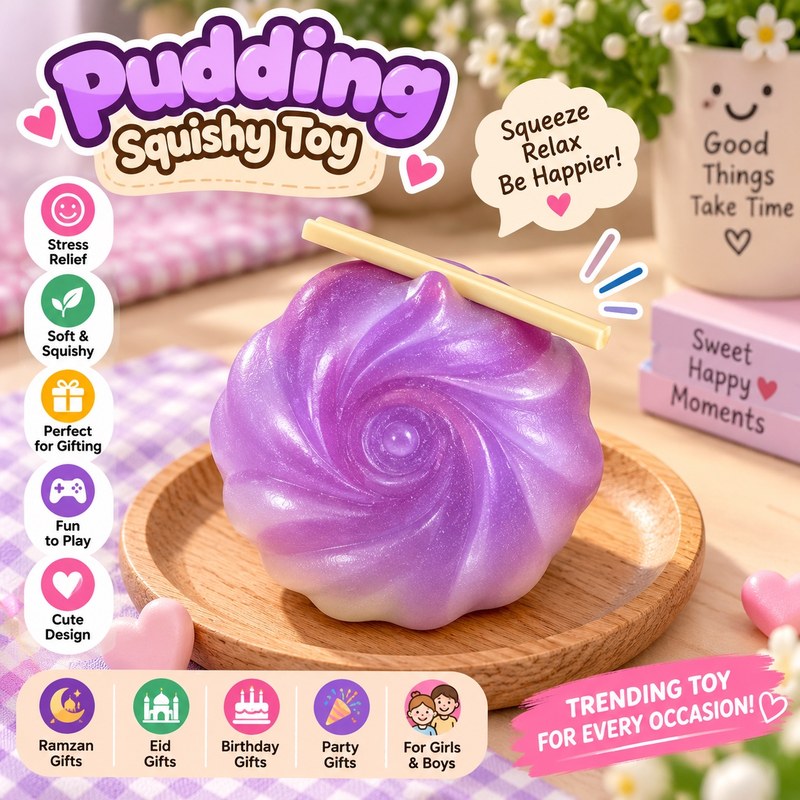 Pudding
Squishy Toy
Squeeze
Relax
Be Happier!
Good
Things
Take Time
Sweet
Happy
Moments
Stress
Relief
Soft &
Squishy
Perfect
for Gifting
Fun
to Play
Cute
Design
Ramzan
Gifts
Eid
Gifts
Birthday
Gifts
Party
Gifts
For Girls
& Boys
TRENDING TOY
FOR EVERY OCCASION!